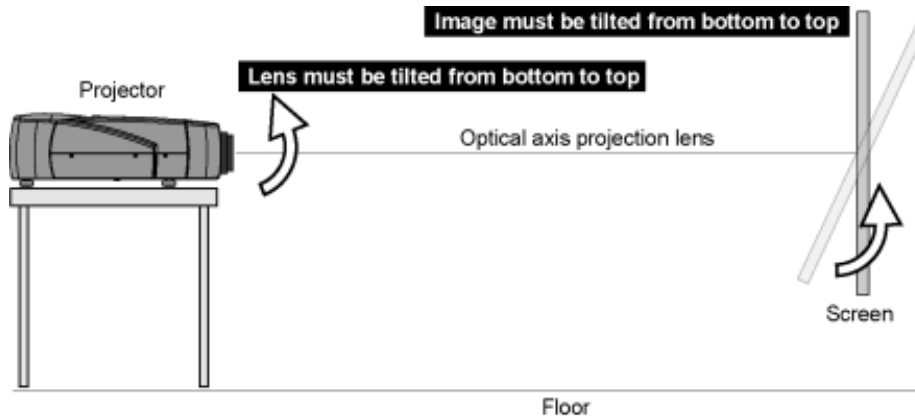 Image must be tilted from bottom to top
Lens must be tilted from bottom to top
Projector
Optical axis projection lens
Screen
Floor